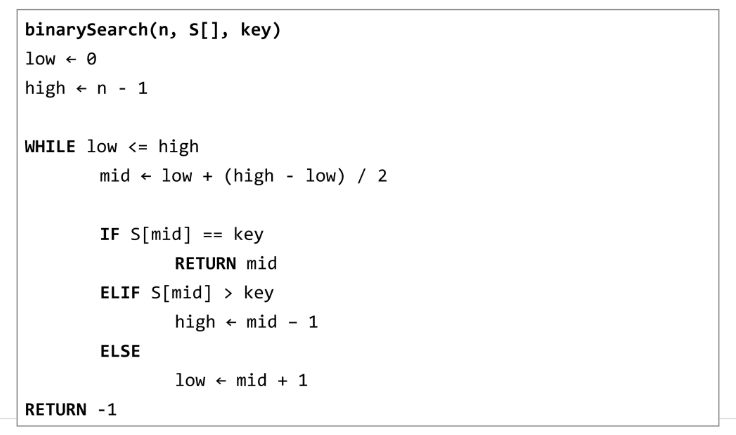 binarySearch(n, S[], key)
low ← 0
high ← n - 1
WHILE low <= high
mid ← low + (high - low) / 2
IF S[mid] == key
RETURN mid
ELIF S[mid] > key
high ← mid – 1
ELSE
low ← mid + 1
RETURN -1